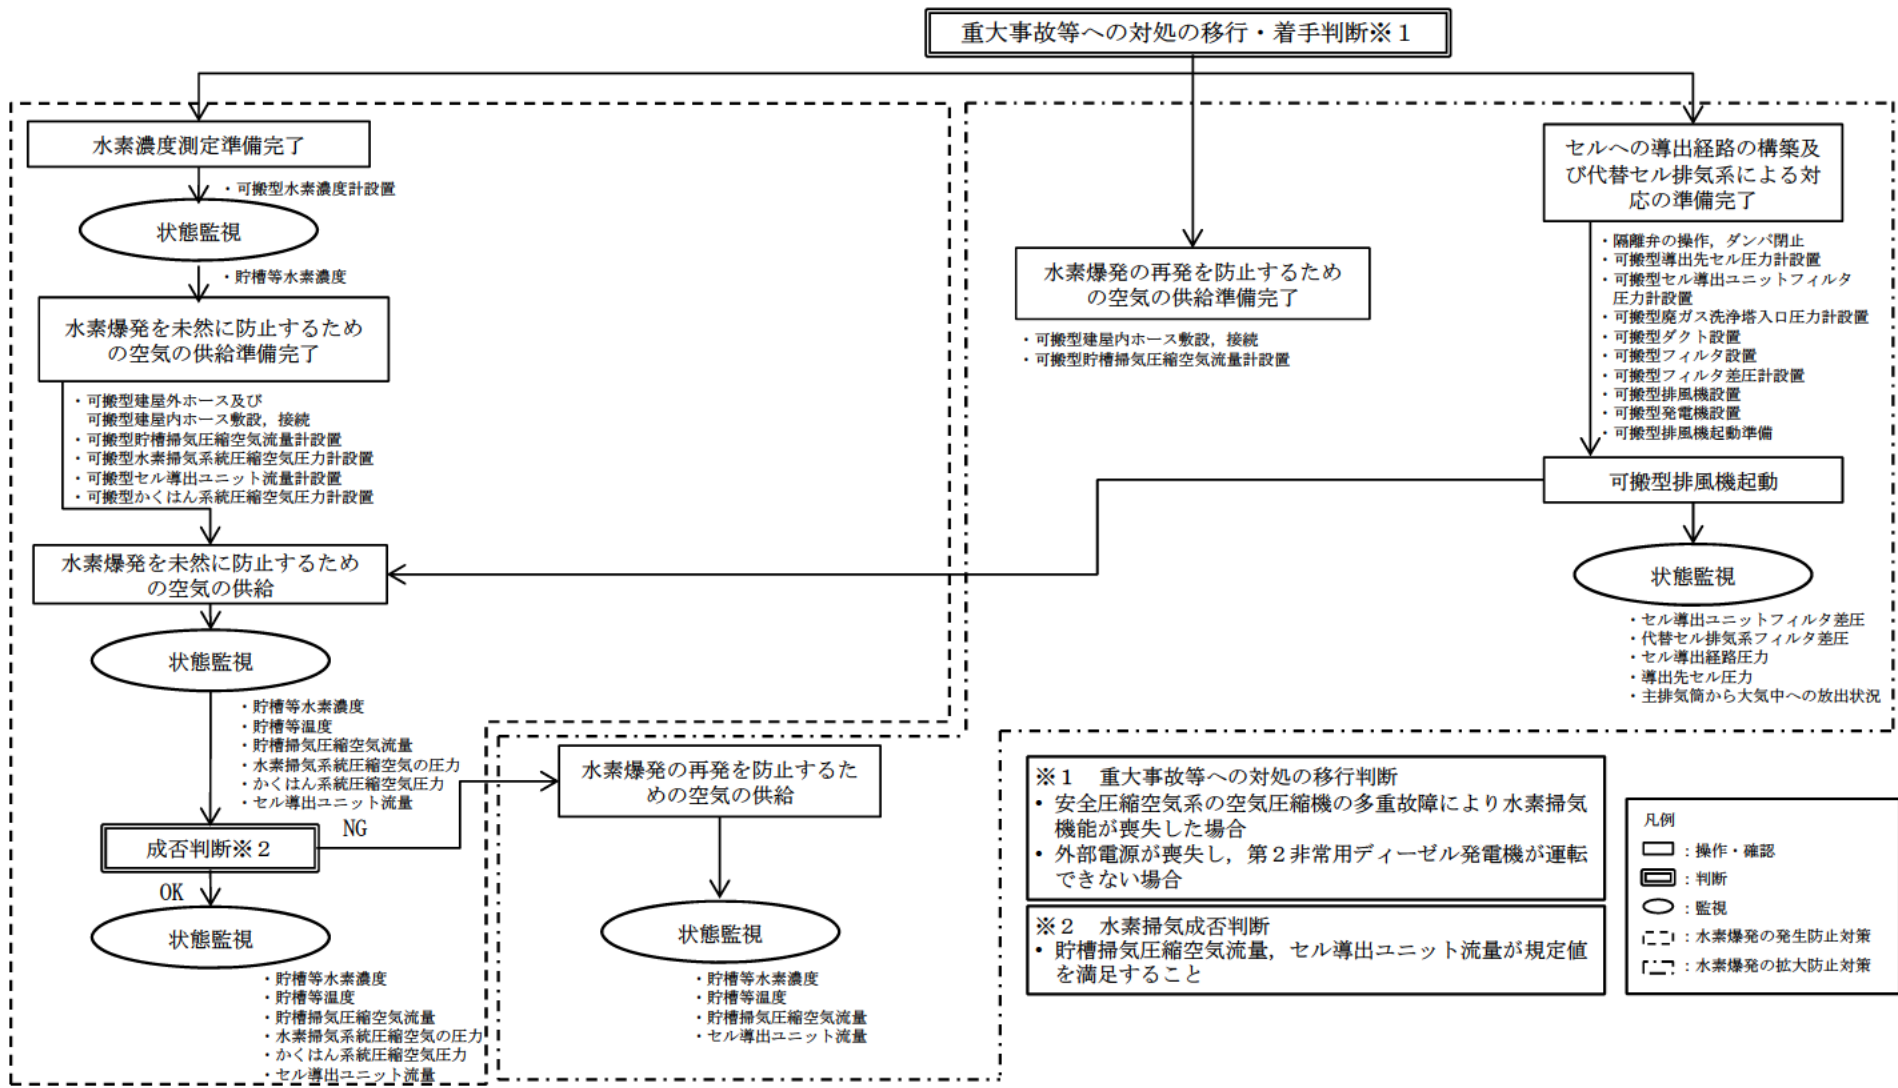 重大事故等への対処の移行・着手判断※１
水素濃度測定準備完了
・可搬型水素濃度計設置
状態監視
・貯槽等水素濃度
水素爆発を未然に防止するため
の空気の供給準備完了
・可搬型建屋外ホース及び
可搬型建屋内ホース敷設，接続
・可搬型貯槽掃気圧縮空気流量計設置
・可搬型水素掃気系統圧縮空気圧力計設置
・可搬型セル導出ユニット流量計設置
・可搬型かくはん系統圧縮空気圧力計設置
水素爆発を未然に防止するため
の空気の供給
状態監視
・貯槽等水素濃度
・貯槽等温度
・貯槽掃気圧縮空気流量
・水素掃気系統圧縮空気の圧力
・かくはん系統圧縮空気圧力
・セル導出ユニット流量
成否判断※２
NG
OK
状態監視
・貯槽等水素濃度
・貯槽等温度
・貯槽掃気圧縮空気流量
・水素掃気系統圧縮空気の圧力
・かくはん系統圧縮空気圧力
・セル導出ユニット流量
水素爆発の再発を防止するため
の空気の供給準備完了
・可搬型建屋内ホース敷設，接続
・可搬型貯槽掃気圧縮空気流量計設置
水素爆発の再発を防止するた
めの空気の供給
状態監視
・貯槽等水素濃度
・貯槽等温度
・貯槽掃気圧縮空気流量
・セル導出ユニット流量
セルへの導出経路の構築及
び代替セル排気系による対
応の準備完了
・隔離弁の操作，ダンパ閉止
・可搬型導出先セル圧力計設置
・可搬型セル導出ユニットフィルタ
圧力計設置
・可搬型廃ガス洗浄塔入口圧力計設置
・可搬型ダクト設置
・可搬型フィルタ設置
・可搬型フィルタ差圧計設置
・可搬型排風機設置
・可搬型発電機設置
・可搬型排風機起動準備
可搬型排風機起動
状態監視
・セル導出ユニットフィルタ差圧
・代替セル排気系フィルタ差圧
・セル導出経路圧力
・導出先セル圧力
・主排気筒から大気中への放出状況
※１　重大事故等への対処の移行判断
• 安全圧縮空気系の空気圧縮機の多重故障により水素掃気
機能が喪失した場合
• 外部電源が喪失し，第２非常用ディーゼル発電機が運転
できない場合
※２　水素掃気成否判断
• 貯槽掃気圧縮空気流量，セル導出ユニット流量が規定値
を満足すること
凡例
：操作・確認
：判断
：監視
：水素爆発の発生防止対策
：水素爆発の拡大防止対策